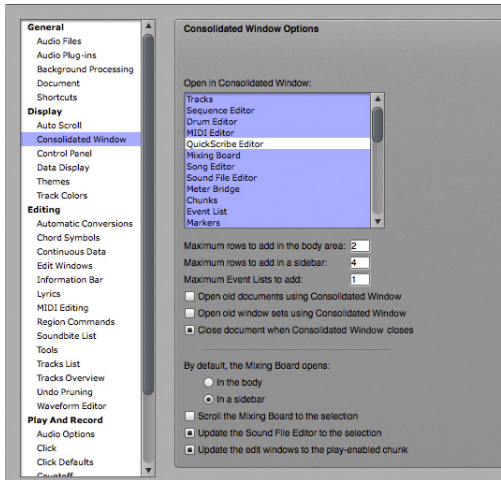 General
Audio Files
Audio Plug-ins
Background Processing
Document
Shortcuts
Display
Auto Scroll
Consolidated Window
Control Panel
Data Display
Themes
Track Colors
Editing
Automatic Conversions
Chord Symbols
Continuous Data
Edit Windows
Information Bar
Lyrics
MIDI Editing
Region Commands
Soundbite List
Tools
Tracks List
Tracks Overview
Undo Pruning
Waveform Editor
Play And Record
Audio Options
Click
Click Defaults
Countoff
Consolidated Window Options
Open in Consolidated Window:
Tracks
Sequence Editor
Drum Editor
MIDI Editor
QuickScribe Editor
Mixing Board
Song Editor
Sound File Editor
Meter Bridge
Chunks
Event List
Markers
Maximum rows to add in the body area: 2
Maximum rows to add in a sidebar: 4
Maximum Event Lists to add: 1
Open old documents using Consolidated Window
Open old window sets using Consolidated Window
Close document when Consolidated Window closes
By default, the Mixing Board opens:
In the body
In a sidebar
Scroll the Mixing Board to the selection
Update the Sound File Editor to the selection
Update the edit windows to the play-enabled chunk